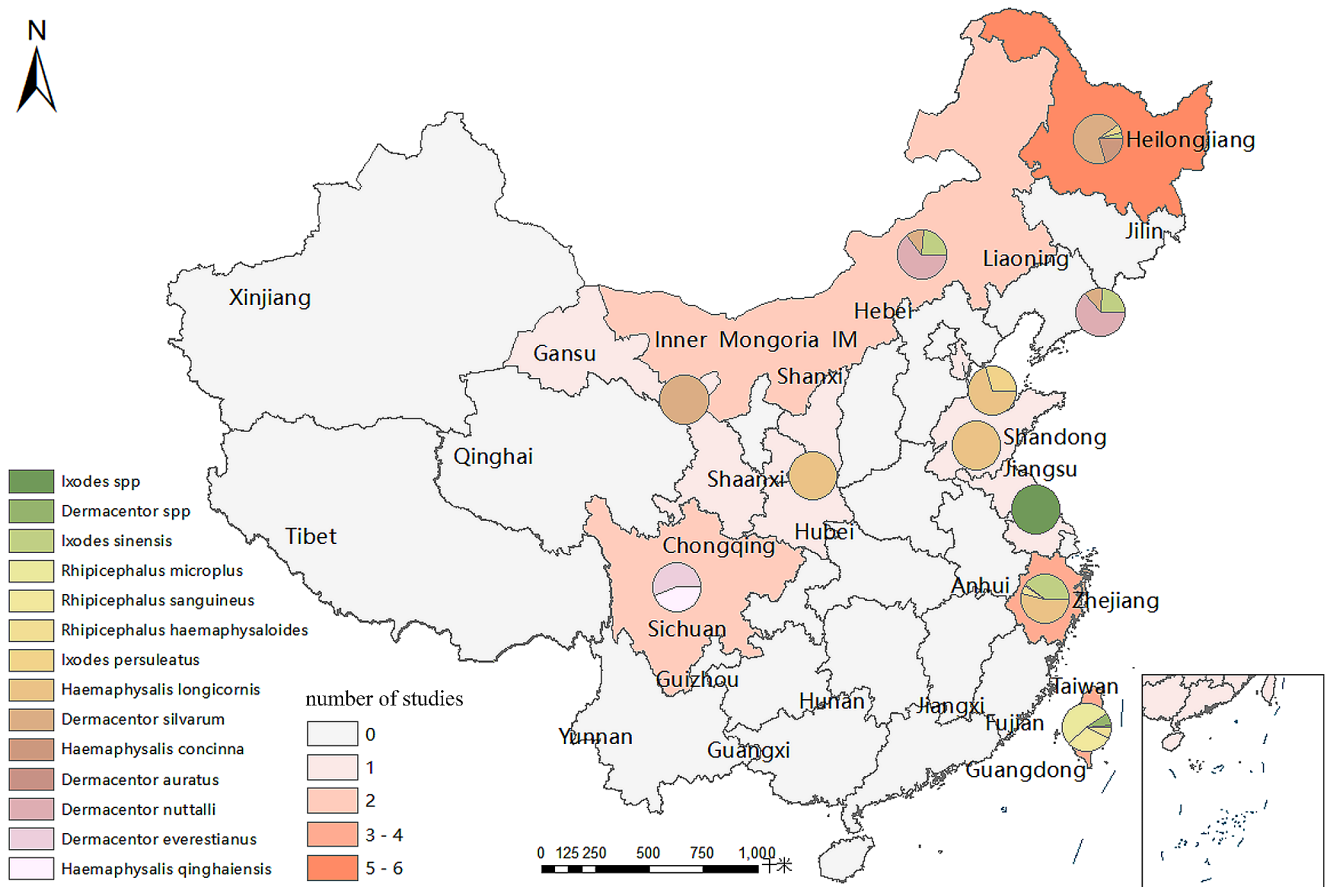 N
Heilongjiang
Jilin
Liaoning
Xinjiang
Hebei
Inner Mongoria IM
Gansu
Shanxi
Shandong
Qinghai
Jiangsu
Shaanxi
Tibet
Hubei
Chongqing
Anhui
Zhejiang
Sichuan
Guizhou
Taiwan
Hunan
Jiangxi
Fujian
Yunnan
Guangxi
Guangdong
Ixodes spp
Dermacentor spp
Ixodes sinensis
Rhipicephalus microplus
Rhipicephalus sanguineus
Rhipicephalus haemaphysaloides
Ixodes persuleatus
Haemaphysalis longicornis
Dermacentor silvarum
Haemaphysalis concinna
Dermacentor auratus
Dermacentor nuttalli
Dermacentor everestianus
Haemaphysalis qinghaiensis
number of studies
0
1
2
3 - 4
5 - 6
0 125 250 500 750 1,000
千米